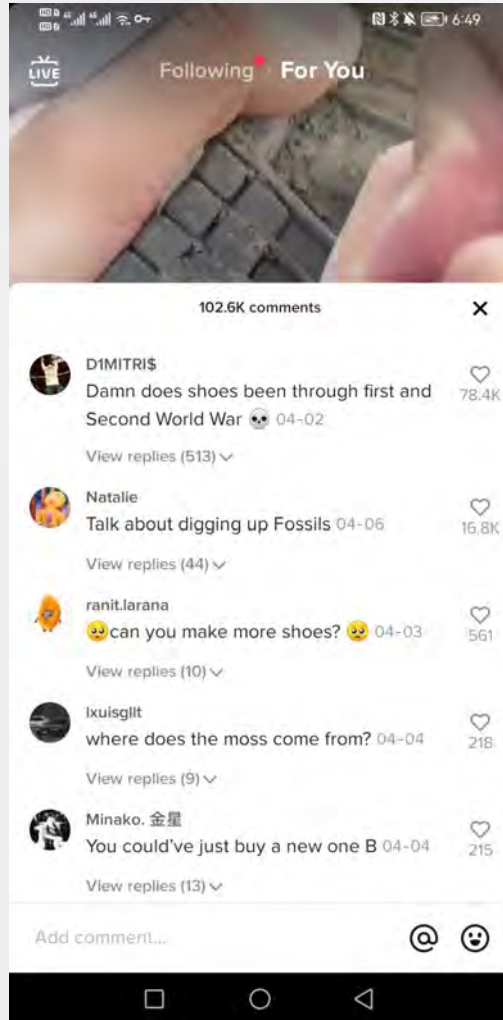 6:49
LIVE
Following
For You
102.6K comments
D1MITRI$
Damn does shoes been through first and
78.4K
Second World War 💀 04-02
View replies (513)
Natalie
Talk about digging up Fossils 04-06
16.8K
View replies (44)
ranit.larana
🥺can you make more shoes? 🥺 04-03
561
View replies (10)
lxuisgllt
where does the moss come from? 04-04
218
View replies (9)
Minako. 金星
You could've just buy a new one B 04-04
215
View replies (13)
Add comment...